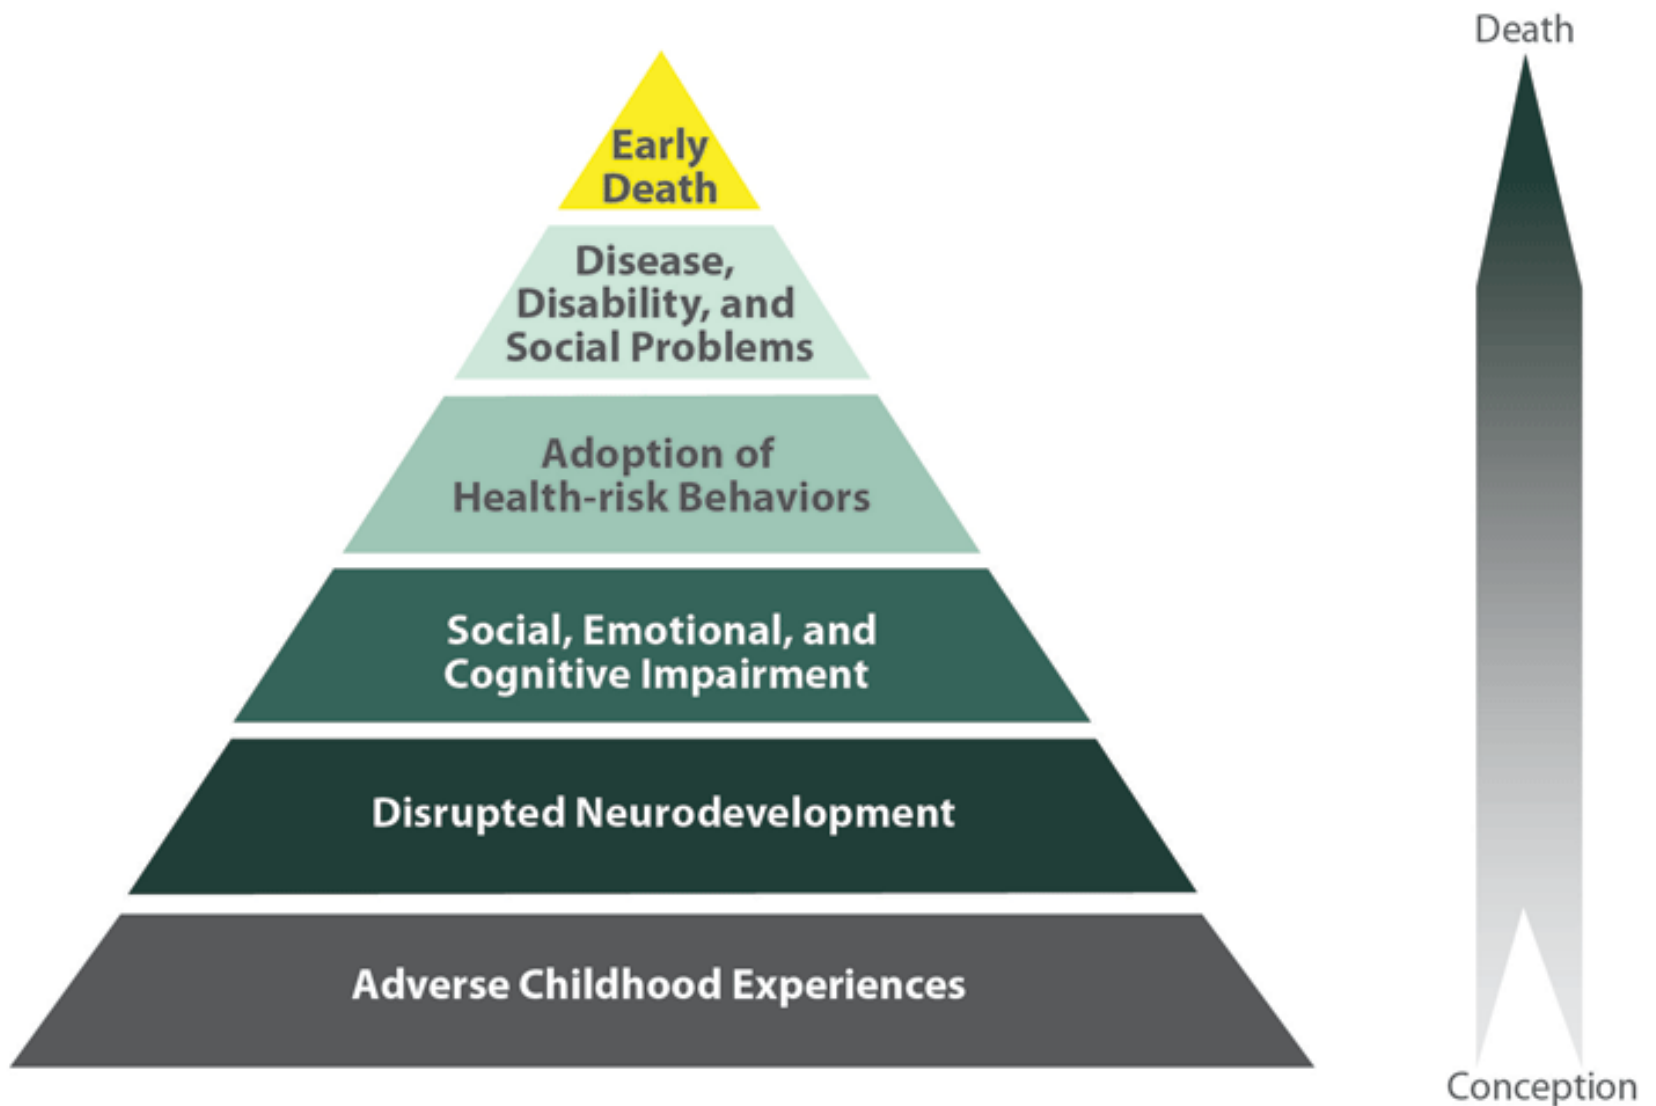 Death
Early
Death
Disease,
Disability, and
Social Problems
Adoption of
Health-risk Behaviors
Social, Emotional, and
Cognitive Impairment
Disrupted Neurodevelopment
Adverse Childhood Experiences
Conception